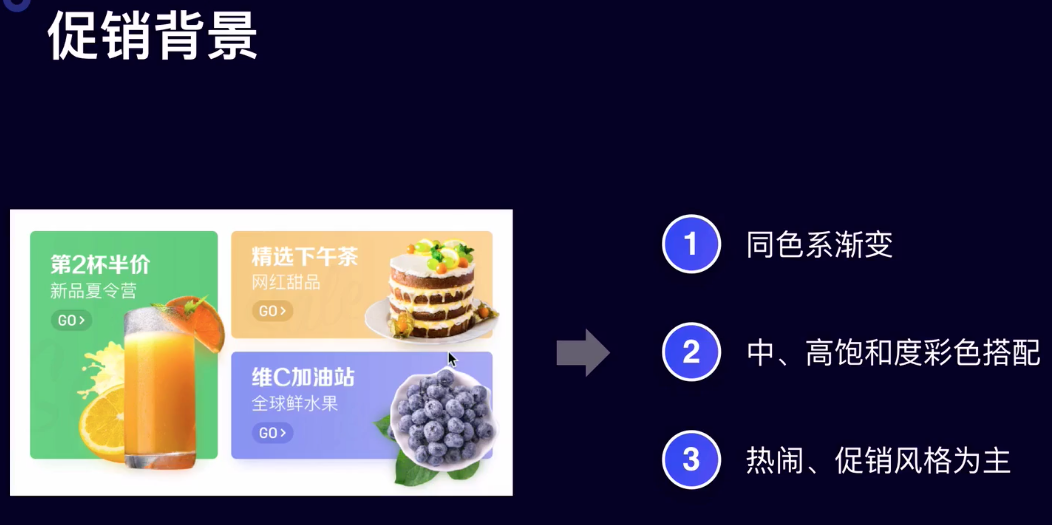 促销背景
第2杯半价
新品夏令营
GO>
精选下午茶
网红甜品
GO>
维C加油站
全球鲜水果
GO>
1 同色系渐变
2 中、高饱和度彩色搭配
3 热闹、促销风格为主